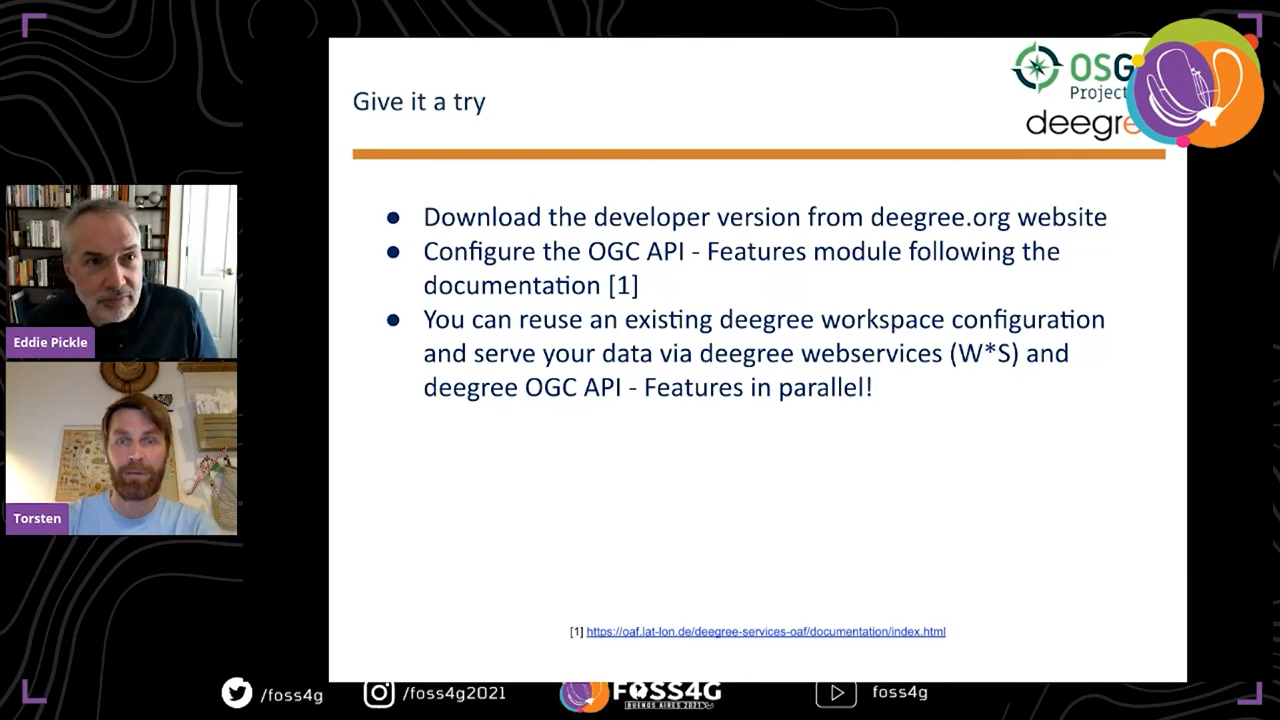 Give it a try
OSG
Project
deegre
● Download the developer version from deegree.org website
● Configure the OGC API - Features module following the
documentation [1]
● You can reuse an existing deegree workspace configuration
and serve your data via deegree webservices (W*S) and
deegree OGC API - Features in parallel!
Eddie Pickle
Torsten
[1] https://oaf.lat-lon.de/deegree-services-oaf/documentation/index.html
/foss4g
/foss4g2021
FOSS4G
BUENOS AIRES 2021
foss4g